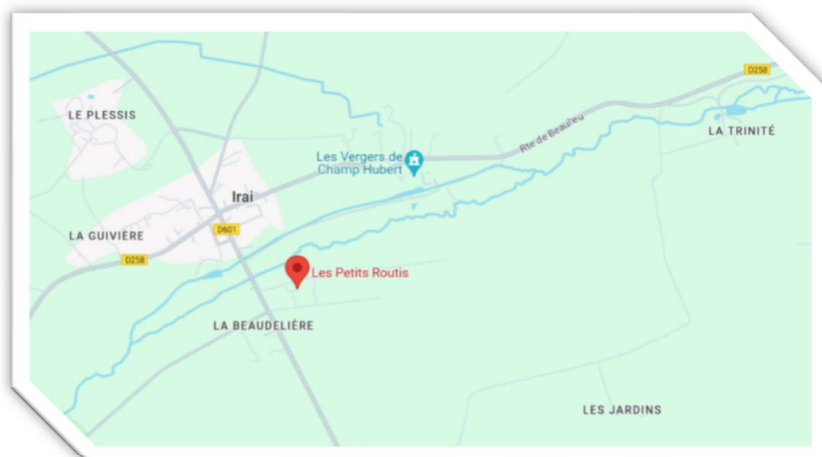 D258
LE PLESSIS
LA TRINITÉ
Rte de Beaulieu
Les Vergers de
Champ Hubert
Irai
D601
LA GUIVIÈRE
D258
Les Petits Routis
LA BEAUDELIÈRE
LES JARDINS